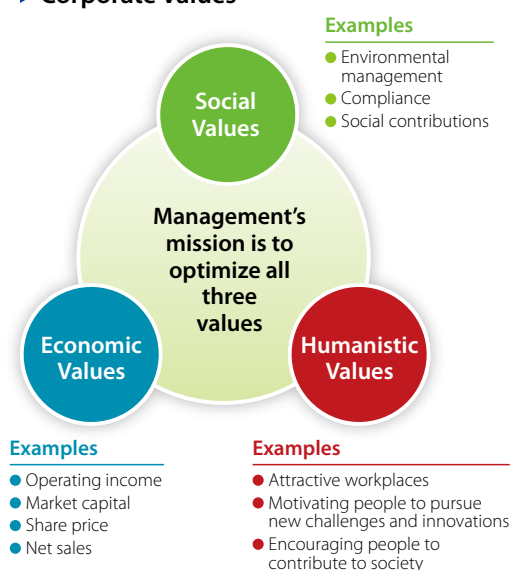 Corporate Values
Examples
Environmental
management
Compliance
Social contributions
Social
Values
Management's
mission is to
optimize all
three
values
Economic
Values
Humanistic
Values
Examples
Operating income
Market capital
Share price
Net sales
Examples
Attractive workplaces
Motivating people to pursue
new challenges and innovations
Encouraging people to
contribute to society